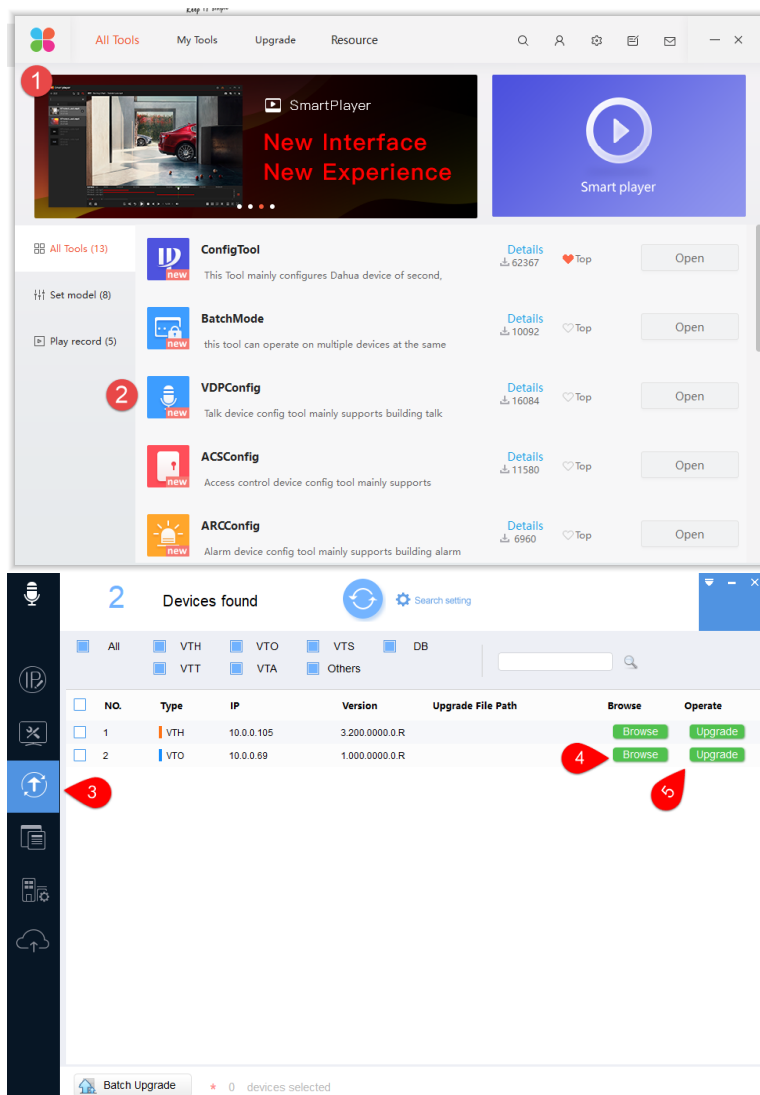 Keep it simple
All Tools My Tools Upgrade Resource
1
SmartPlayer
New Interface
New Experience
Smart player
All Tools (13)
Set model (8)
Play record (5)
ConfigTool
This Tool mainly configures Dahua device of second,
new
Details
62367
Top
Open
BatchMode
this tool can operate on multiple devices at the same
new
Details
10092
Top
Open
2
VDPConfig
Talk device config tool mainly supports building talk
new
Details
16084
Top
Open
ACSConfig
Access control device config tool mainly supports
new
Details
11580
Top
Open
ARCConfig
Alarm device config tool mainly supports building alarm
new
Details
6960
Top
Open
2 Devices found Search setting
All VTH VTO VTS DB
VTT VTA Others
NO. Type IP Version Upgrade File Path Browse Operate
1 VTH 10.0.0.105 3.200.0000.0.R Browse Upgrade
2 VTO 10.0.0.69 1.000.0000.0.R Browse Upgrade
4
5
3
IP
Batch Upgrade * 0 devices selected